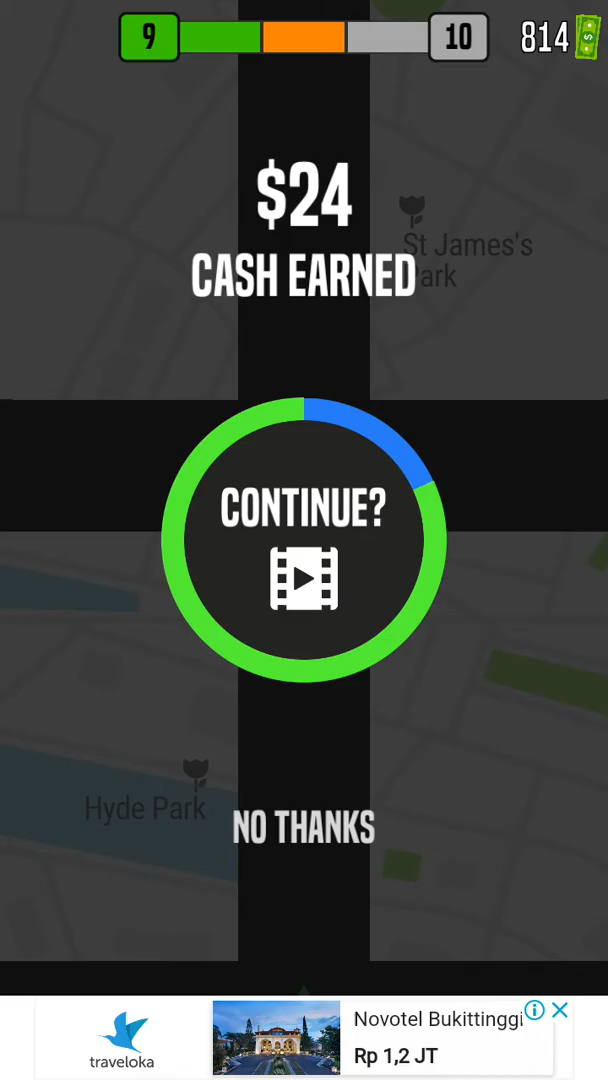 9
10
814
$24
CASH EARNED
St James's
Park
CONTINUE?
Hyde Park
NO THANKS
traveloka
Novotel Bukittinggi
Rp 1,2 JT